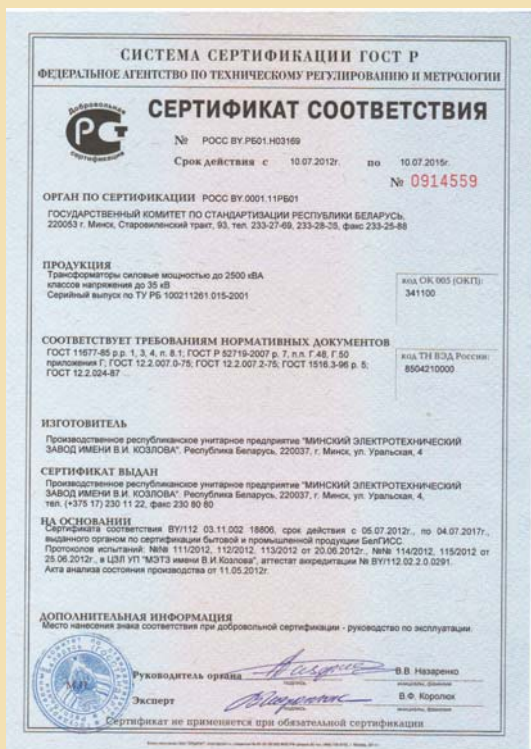 СИСТЕМА СЕРТИФИКАЦИИ ГОСТ Р
ФЕДЕРАЛЬНОЕ АГЕНТСТВО ПО ТЕХНИЧЕСКОМУ РЕГУЛИРОВАНИЮ И МЕТРОЛОГИИ
Добровольная
сертификация
СЕРТИФИКАТ СООТВЕТСТВИЯ
№ РОСС BY.РБ01.Н03169
Срок действия с 10.07.2012г. по 10.07.2015г.
№ 0914559
ОРГАН ПО СЕРТИФИКАЦИИ РОСС BY.0001.11РБ01
ГОСУДАРСТВЕННЫЙ КОМИТЕТ ПО СТАНДАРТИЗАЦИИ РЕСПУБЛИКИ БЕЛАРУСЬ,
220053 г. Минск, Старовиленский тракт, 93, тел. 233-27-69, 233-28-35, факс 233-25-88
ПРОДУКЦИЯ
Трансформаторы силовые мощностью до 2500 кВА
классов напряжения до 35 кВ
Серийный выпуск по ТУ РБ 100211261.015-2001
код ОК 005 (ОКП):
341100
СООТВЕТСТВУЕТ ТРЕБОВАНИЯМ НОРМАТИВНЫХ ДОКУМЕНТОВ
ГОСТ 11677-85 р.р. 1, 3, 4, п. 8.1; ГОСТ Р 52719-2007 р. 7, п.п. Г.48, Г.50
приложения Г; ГОСТ 12.2.007.0-75; ГОСТ 12.2.007.2-75; ГОСТ 1516.3-96 р. 5;
ГОСТ 12.2.024-87
код ТН ВЭД России:
8504210000
ИЗГОТОВИТЕЛЬ
Производственное республиканское унитарное предприятие "МИНСКИЙ ЭЛЕКТРОТЕХНИЧЕСКИЙ
ЗАВОД ИМЕНИ В.И. КОЗЛОВА". Республика Беларусь, 220037, г. Минск, ул. Уральская, 4
СЕРТИФИКАТ ВЫДАН
Производственное республиканское унитарное предприятие "МИНСКИЙ ЭЛЕКТРОТЕХНИЧЕСКИЙ
ЗАВОД ИМЕНИ В.И. КОЗЛОВА". Республика Беларусь, 220037, г. Минск, ул. Уральская, 4,
тел. (+375 17) 230 11 22, факс 230 80 80
НА ОСНОВАНИИ
Сертификата соответствия BY/112 03.11.002 18806, срок действия с 05.07.2012г., по 04.07.2017г.,
выданного органом по сертификации бытовой и промышленной продукции БелГИСС
Протоколов испытаний: №№ 111/2012, 112/2012, 113/2012 от 20.06.2012г., №№ 114/2012, 115/2012 от
25.06.2012г., в ЦЗЛ УП "МЭТЗ имени В.И.Козлова", аттестат аккредитации № BY/112.02.2.0.0291.
Акта анализа состояния производства от 11.05.2012г.
ДОПОЛНИТЕЛЬНАЯ ИНФОРМАЦИЯ
Место нанесения знака соответствия при добровольной сертификации - руководство по эксплуатации.
М.П.
Руководитель органа
подпись
В.В. Назаренко
инициалы, фамилия
Эксперт
подпись
В.Ф. Королюк
инициалы, фамилия
Сертификат не применяется при обязательной сертификации